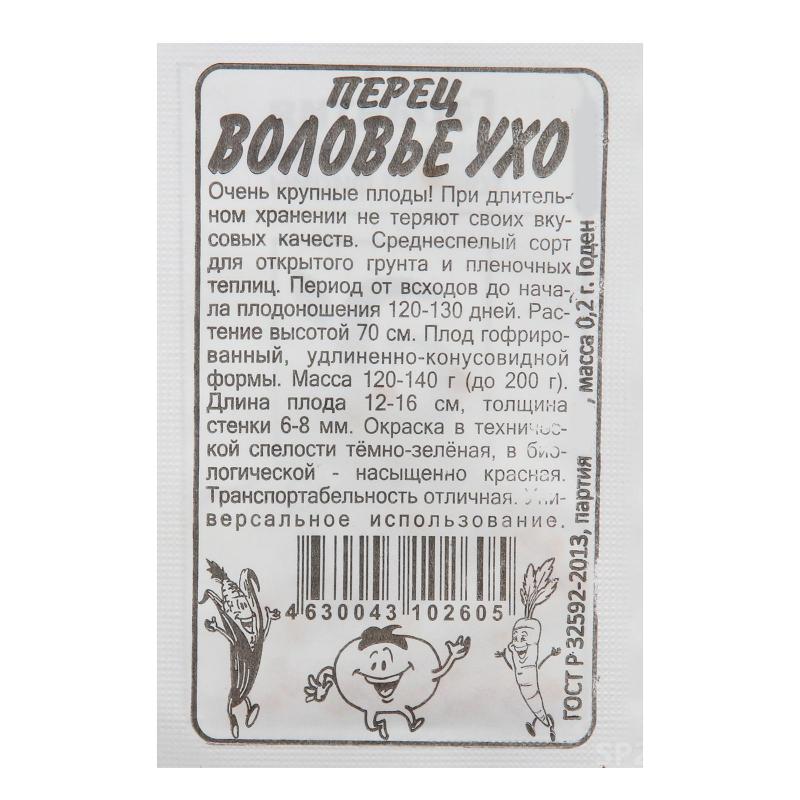 ПЕРЕЦ
ВОЛОВЬЕ УХО
Очень крупные плоды! При длитель-
ном хранении не теряют своих вку-
совых качеств. Среднеспелый сорт
для открытого грунта и пленочных
теплиц. Период от всходов до нача-
ла плодоношения 120-130 дней. Рас-
тение высотой 70 см. Плод гофриро-
ванный, удлиненно-конусовидной
формы. Масса 120-140 г (до 200 г).
Длина плода 12-16 см, толщина
стенки 6-8 мм. Окраска в техничес-
кой спелости тёмно-зелёная, в био-
логической - насыщенно красная.
Транспортабельность отличная. Уни-
версальное использование.
4 630043 102605
ГОСТ Р 32592-2013, партия , масса 0,2 г. Годен